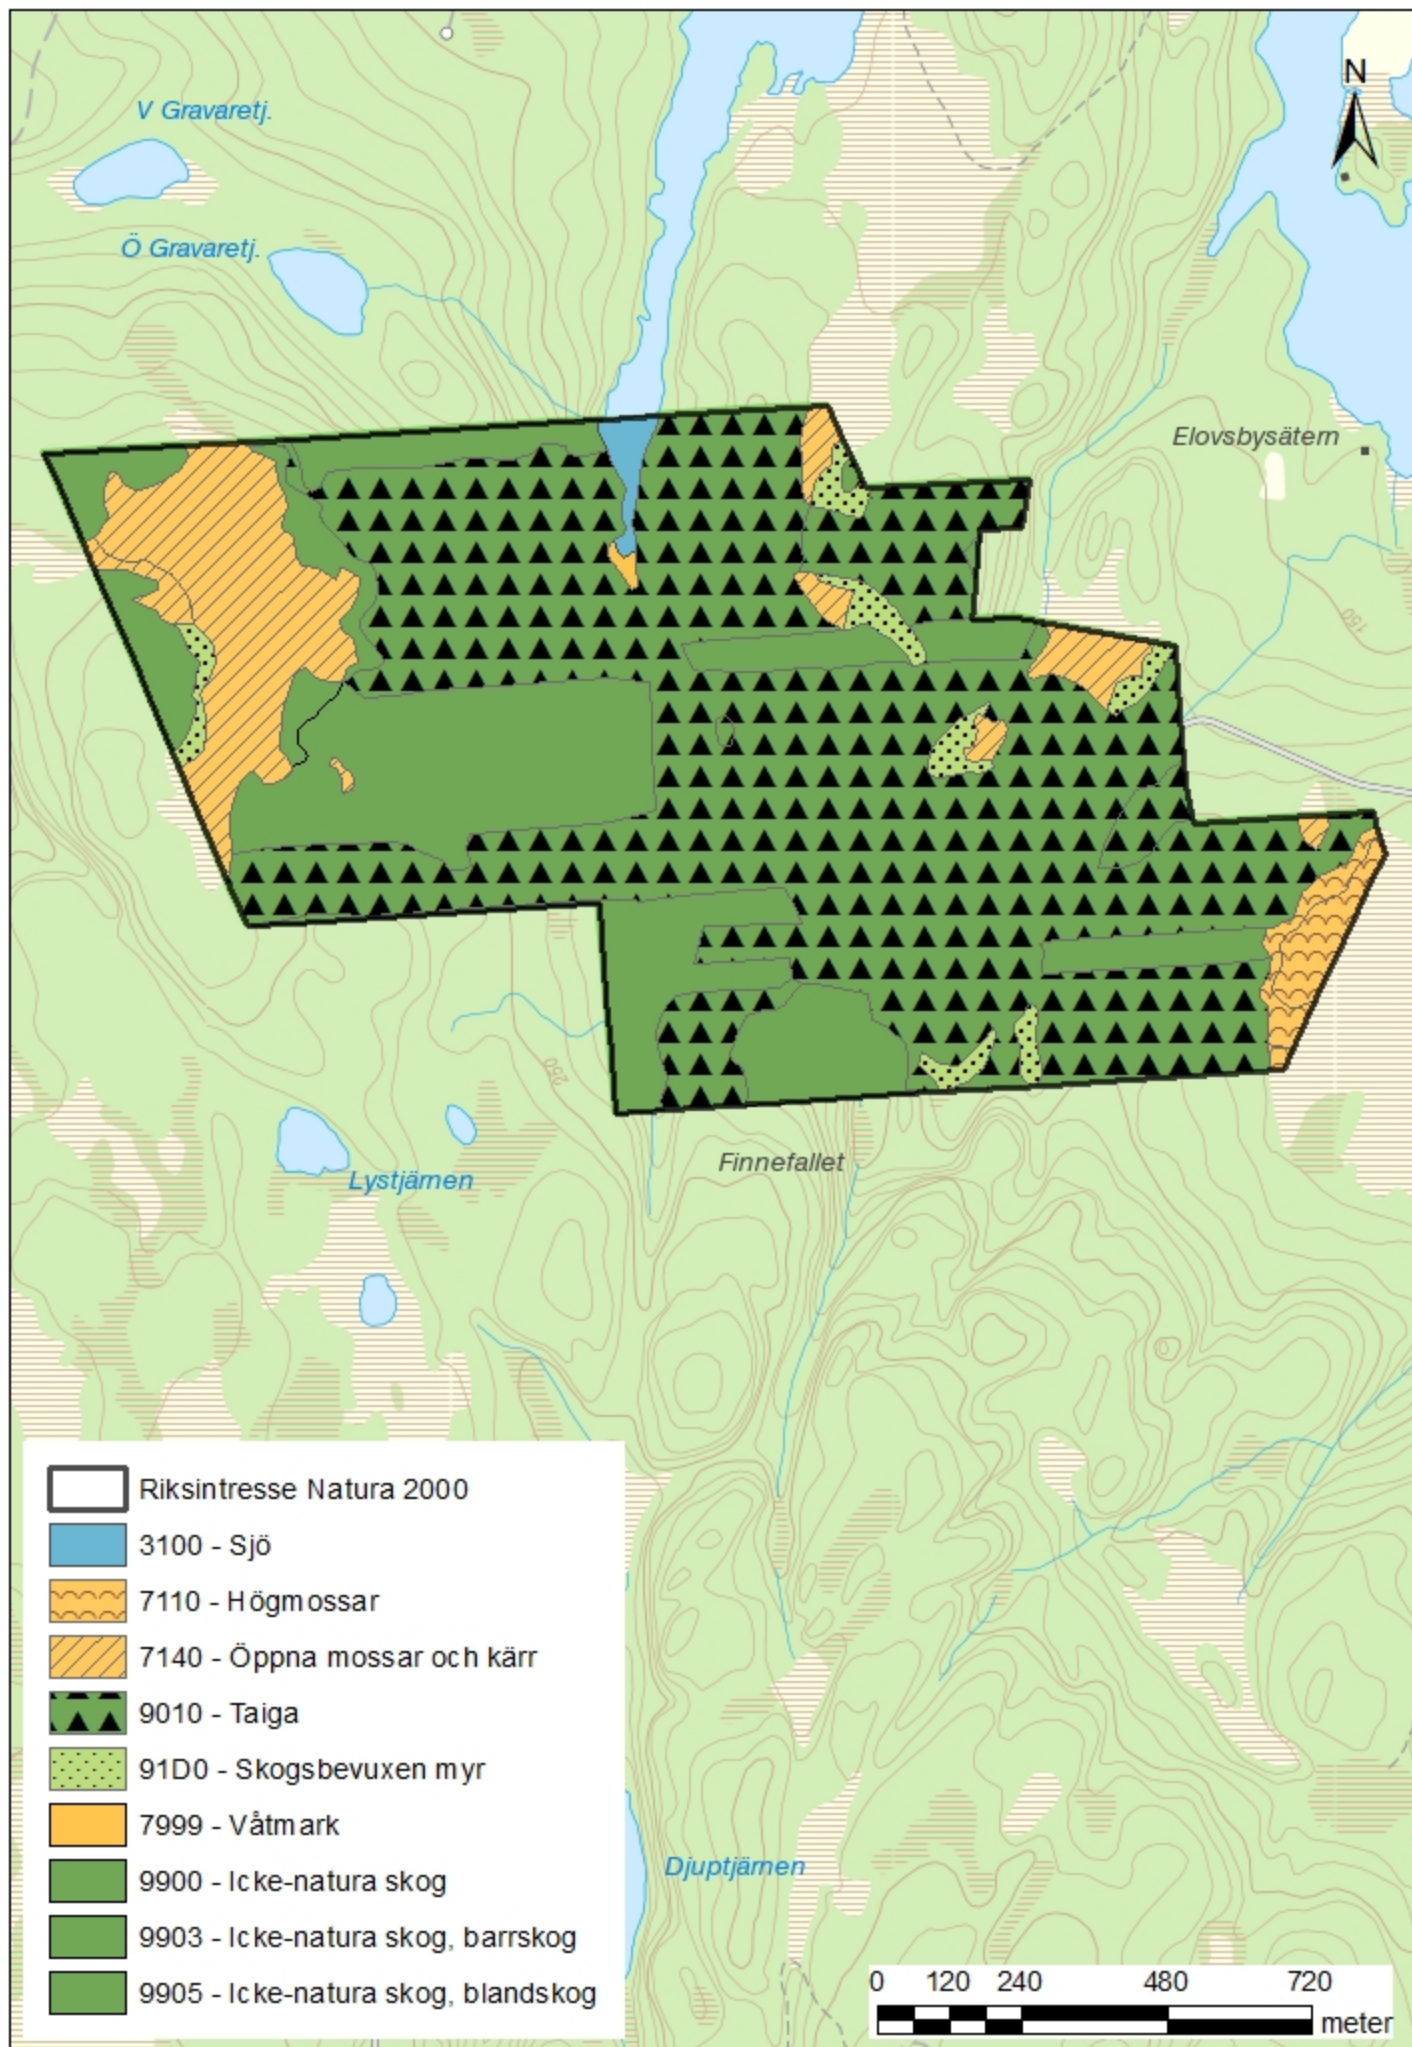 N
V Gravaretj.
Ö Gravaretj.
Elovsbysätern
150
250
Finnefallet
Lystjärnen
Djuptjärnen
Riksintresse Natura 2000
3100 - Sjö
7110 - Högmossar
7140 - Öppna mossar och kärr
9010 - Taiga
91D0 - Skogsbevuxen myr
7999 - Våtmark
9900 - Icke-natura skog
9903 - Icke-natura skog, barrskog
9905 - Icke-natura skog, blandskog
0 120 240 480 720
meter